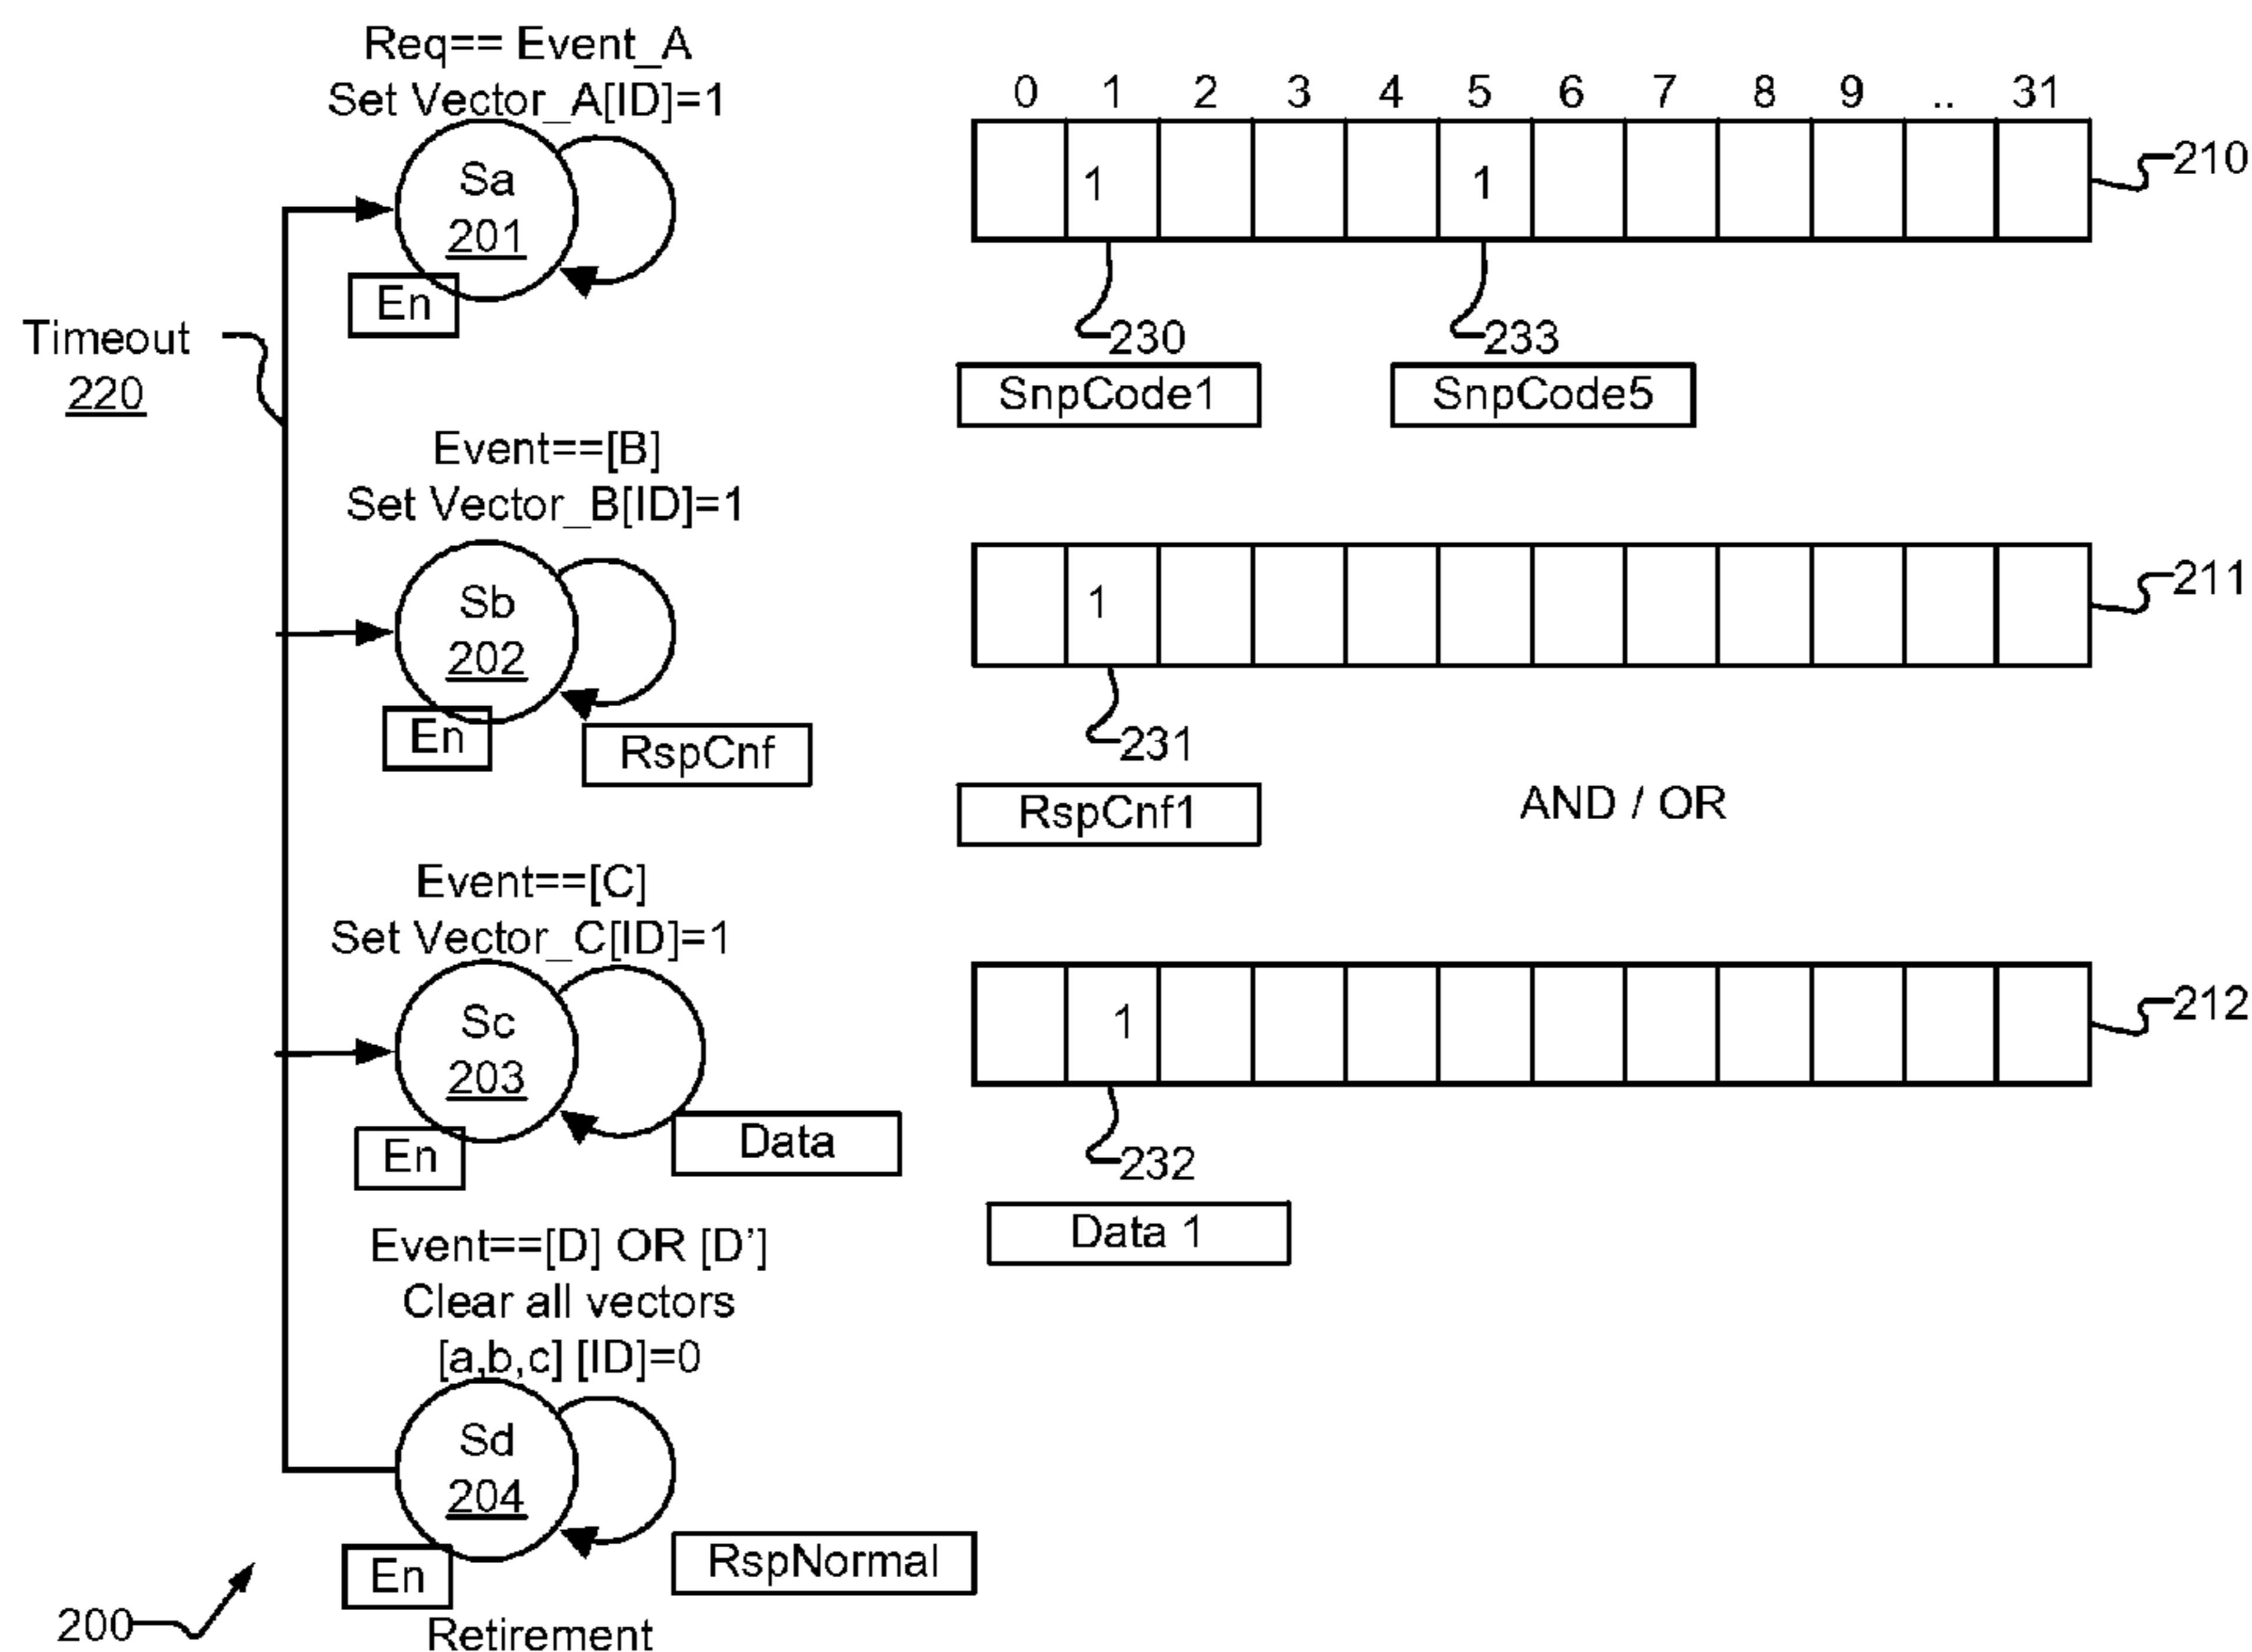 Req== Event_A
Set Vector_A[ID]=1
0 1 2 3 4 5 6 7 8 9 .. 31
Sa
201
En
1 1
210
230
233
SnpCode1
SnpCode5
Timeout
220
Event==[B]
Set Vector_B[ID]=1
Sb
202
En
RspCnf
1
211
231
RspCnf1
AND / OR
Event==[C]
Set Vector_C[ID]=1
Sc
203
En
Data
1
212
232
Data 1
Event==[D] OR [D’]
Clear all vectors
[a,b,c] [ID]=0
Sd
204
En
RspNormal
Retirement
200